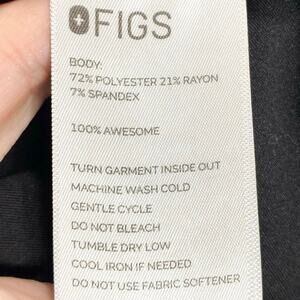 FIGS
BODY:
72% POLYESTER 21% RAYON
7% SPANDEX
100% AWESOME
TURN GARMENT INSIDE OUT
MACHINE WASH COLD
GENTLE CYCLE
DO NOT BLEACH
TUMBLE DRY LOW
COOL IRON IF NEEDED
DO NOT USE FABRIC SOFTENER